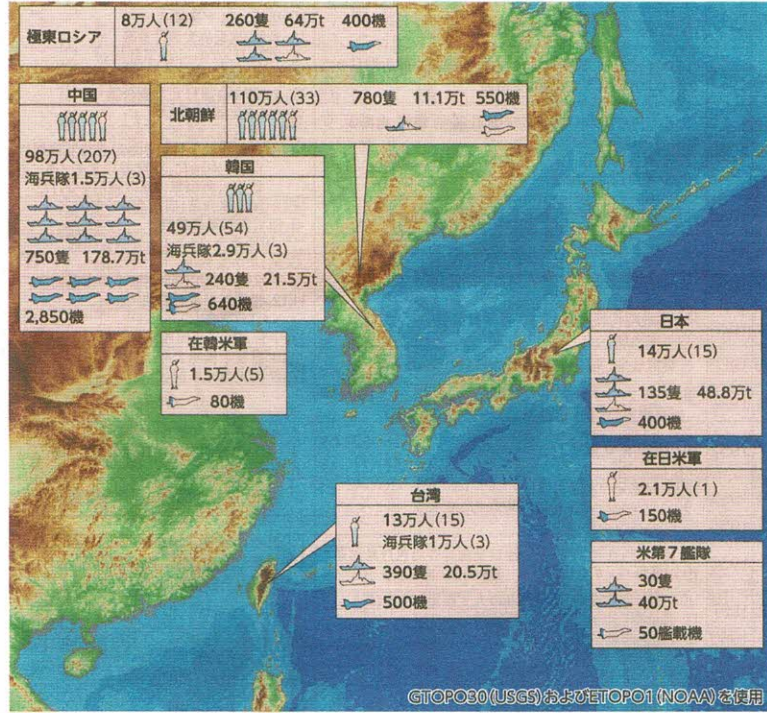 極東ロシア
8万人(12) 260隻 64万t 400機
中国
98万人(207)
海兵隊1.5万人(3)
750隻 178.7万t
2,850機
北朝鮮
110万人(33) 780隻 11.1万t 550機
韓国
49万人(54)
海兵隊2.9万人(3)
240隻 21.5万t
640機
在韓米軍
1.5万人(5)
80機
日本
14万人(15)
135隻 48.8万t
400機
在日米軍
2.1万人(1)
150機
台湾
13万人(15)
海兵隊1万人(3)
390隻 20.5万t
500機
米第7艦隊
30隻
40万t
50艦載機
GTOPO30(USGS)およびETOPO1(NOAA)を使用